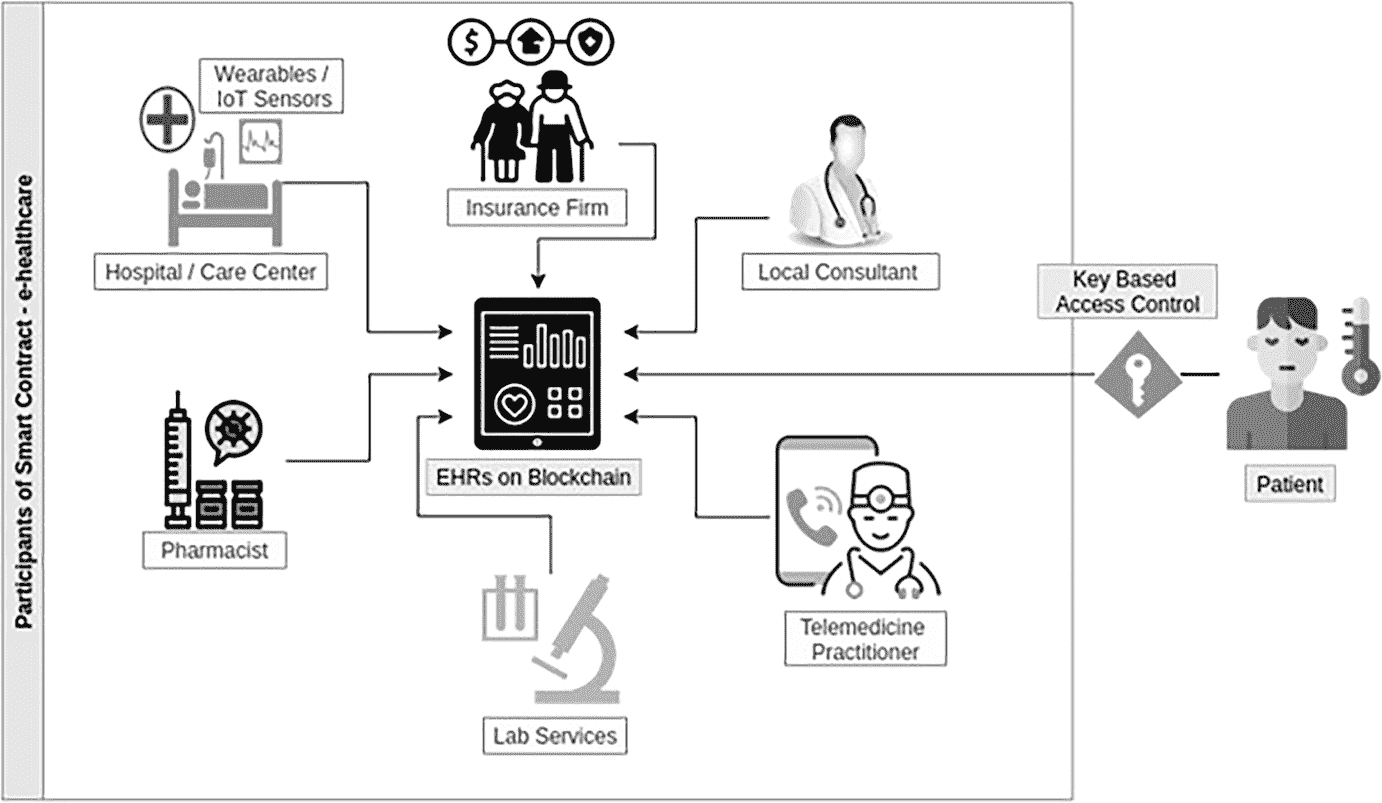 Participants of Smart Contract - e-healthcare
Wearables /
IoT Sensors
Hospital / Care Center
$
Insurance Firm
Local Consultant
Key Based
Access Control
Patient
EHRs on Blockchain
Pharmacist
Telemedicine
Practitioner
Lab Services